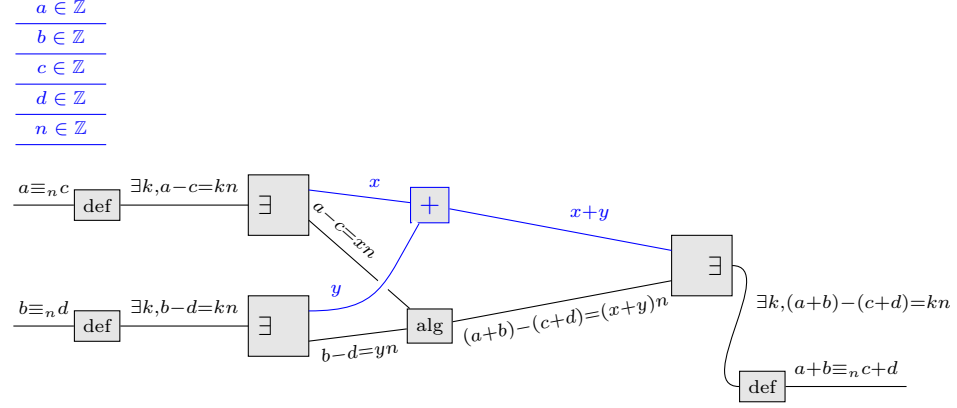 a ∈ ℤ
b ∈ ℤ
c ∈ ℤ
d ∈ ℤ
n ∈ ℤ
a≡ₙc
def
∃k,a−c=kn
∃
x
a−c=xn
+
x+y
∃
y
b≡ₙd
def
∃k,b−d=kn
∃
b−d=yn
alg
(a+b)−(c+d)=(x+y)n
∃k,(a+b)−(c+d)=kn
def
a+b≡ₙc+d